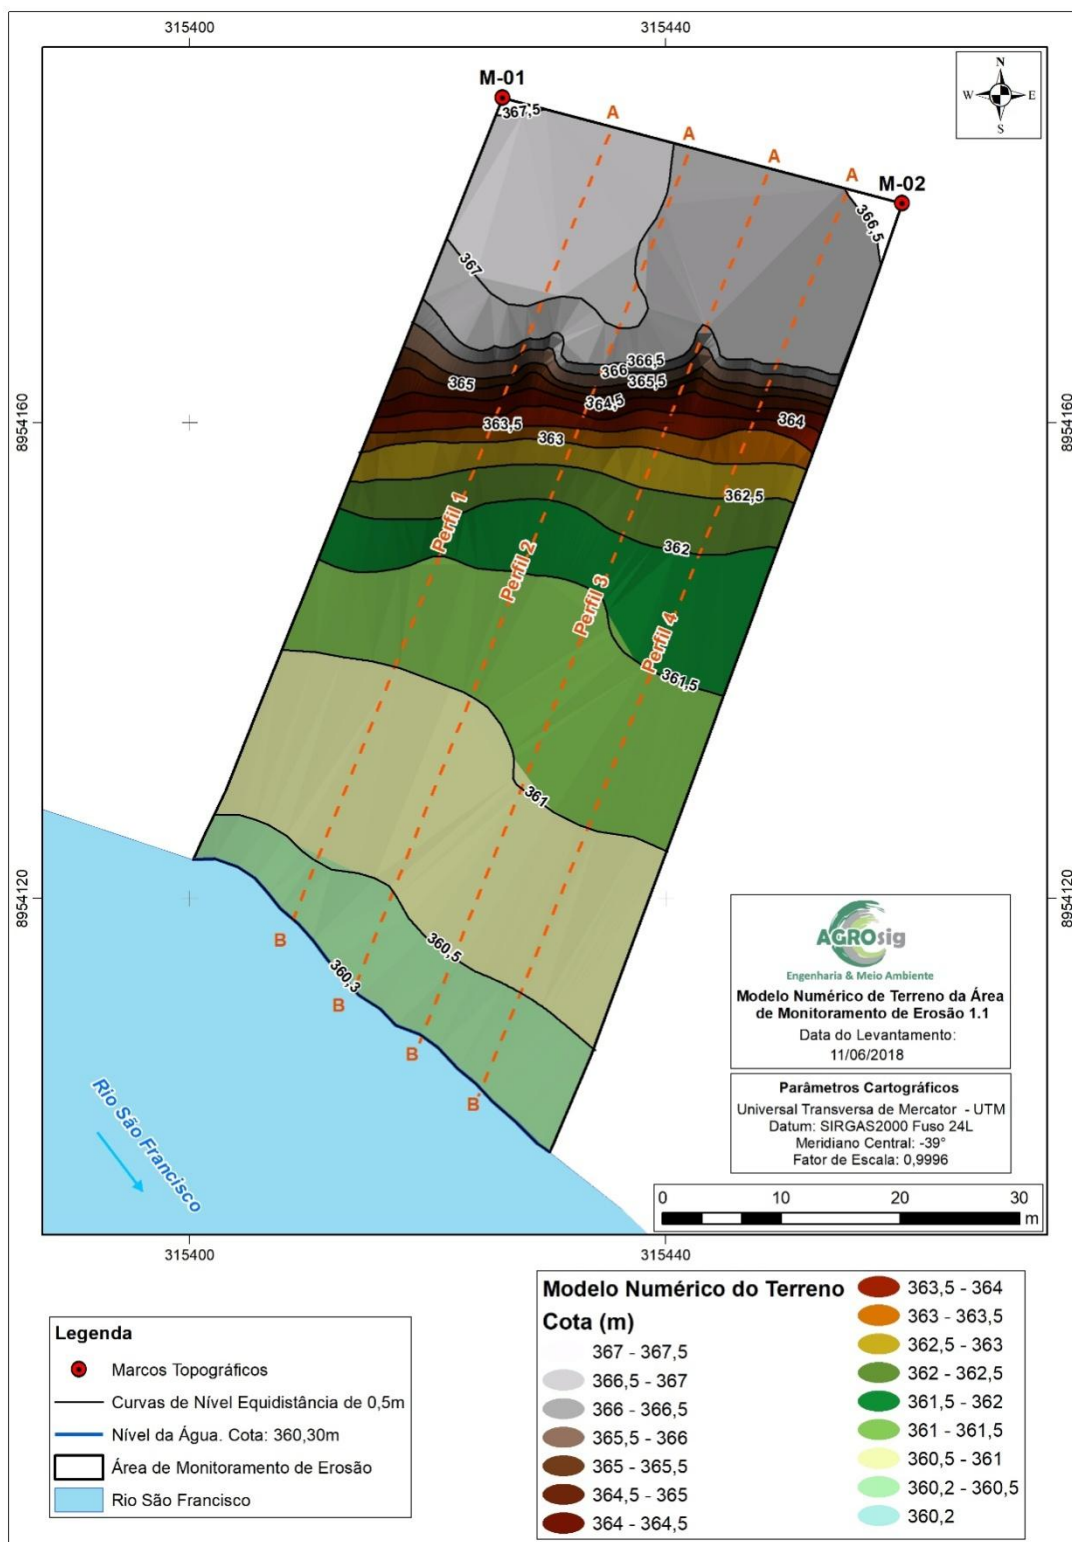 315400
315440
M-01
367,5
A
A
A
A
M-02
N
W
E
S
366,5
367
366,5
366
365,5
365
364,5
364
363,5
363
362,5
362
8954160
8954160
Perfil 1
Perfil 2
Perfil 3
Perfil 4
361,5
361
360,5
360,3
8954120
8954120
B
B
B
B
Rio São Francisco
AGROsig
Engenharia & Meio Ambiente
Modelo Numérico de Terreno da Área
de Monitoramento de Erosão 1.1
Data do Levantamento:
11/06/2018
Parâmetros Cartográficos
Universal Transversa de Mercator - UTM
Datum: SIRGAS2000 Fuso 24L
Meridiano Central: -39°
Fator de Escala: 0,9996
0 10 20 30
m
315400
315440
Legenda
Marcos Topográficos
Curvas de Nível Equidistância de 0,5m
Nível da Água. Cota: 360,30m
Área de Monitoramento de Erosão
Rio São Francisco
Modelo Numérico do Terreno
Cota (m)
367 - 367,5
366,5 - 367
366 - 366,5
365,5 - 366
365 - 365,5
364,5 - 365
364 - 364,5
363,5 - 364
363 - 363,5
362,5 - 363
362 - 362,5
361,5 - 362
361 - 361,5
360,5 - 361
360,2 - 360,5
360,2